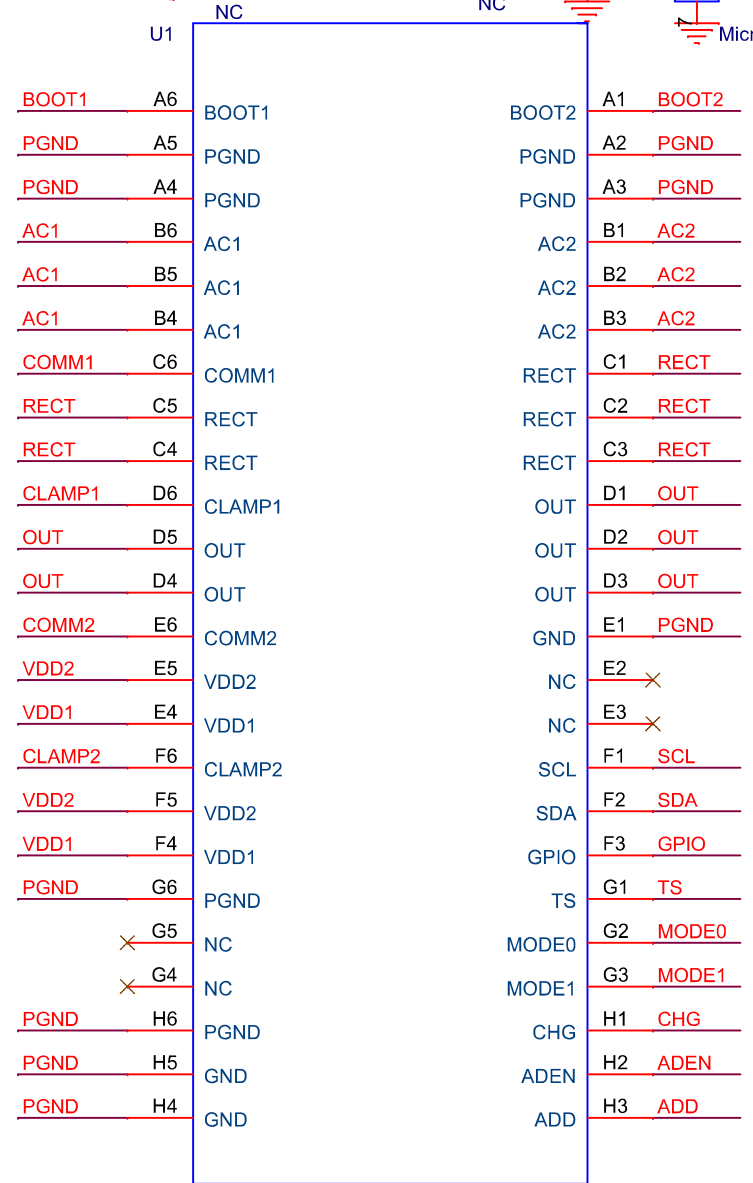 NC NC
U1 4 Micr
BOOT1 A6 BOOT1 BOOT2 A1 BOOT2
PGND A5 PGND PGND A2 PGND
PGND A4 PGND PGND A3 PGND
AC1 B6 AC1 AC2 B1 AC2
AC1 B5 AC1 AC2 B2 AC2
AC1 B4 AC1 AC2 B3 AC2
COMM1 C6 COMM1 RECT C1 RECT
RECT C5 RECT RECT C2 RECT
RECT C4 RECT RECT C3 RECT
CLAMP1 D6 CLAMP1 OUT D1 OUT
OUT D5 OUT OUT D2 OUT
OUT D4 OUT OUT D3 OUT
COMM2 E6 COMM2 GND E1 PGND
VDD2 E5 VDD2 NC E2
VDD1 E4 VDD1 NC E3
CLAMP2 F6 CLAMP2 SCL F1 SCL
VDD2 F5 VDD2 SDA F2 SDA
VDD1 F4 VDD1 GPIO F3 GPIO
PGND G6 PGND TS G1 TS
G5 NC MODE0 G2 MODE0
G4 NC MODE1 G3 MODE1
PGND H6 PGND CHG H1 CHG
PGND H5 GND ADEN H2 ADEN
PGND H4 GND ADD H3 ADD